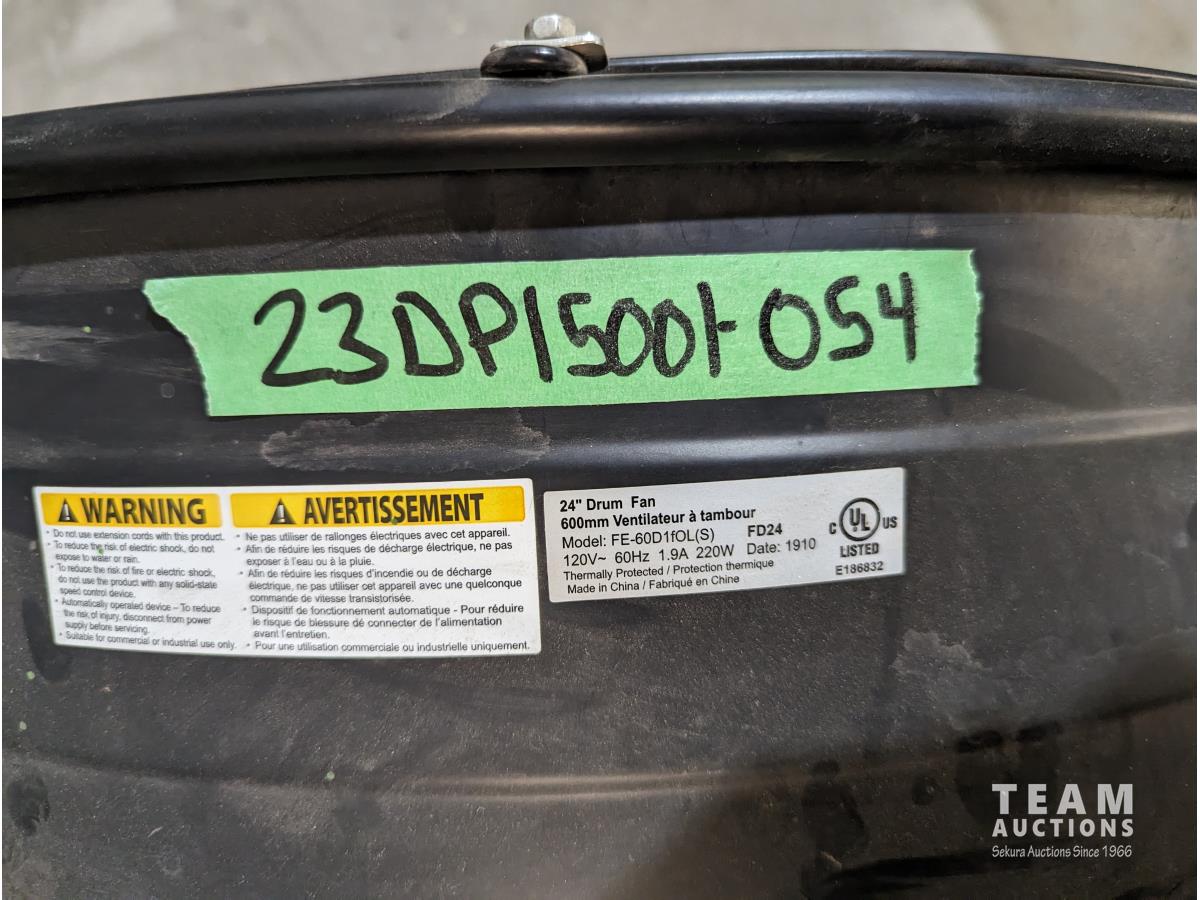 23DP15001-054
WARNING
• Do not use extension cords with this product.
• To reduce the risk of electric shock, do not
expose to water or rain.
• To reduce the risk of fire or electric shock,
do not use the product with any solid-state
speed control device.
• Automatically operated device – To reduce
the risk of injury, disconnect from power
supply before servicing.
• Suitable for commercial or industrial use only.
AVERTISSEMENT
• Ne pas utiliser de rallonges électriques avec cet appareil.
• Afin de réduire les risques de décharge électrique, ne pas
exposer à l'eau ou à la pluie.
• Afin de réduire les risques d'incendie ou de décharge
électrique, ne pas utiliser cet appareil avec une quelconque
commande de vitesse transistorisée.
• Dispositif de fonctionnement automatique - Pour réduire
le risque de blessure dé connecter de l'alimentation
avant l'entretien.
• Pour une utilisation commerciale ou industrielle uniquement.
24" Drum Fan
600mm Ventilateur à tambour
Model: FE-60D1fOL(S) FD24
120V~ 60Hz 1.9A 220W Date: 1910
Thermally Protected / Protection thermique
Made in China / Fabriqué en Chine
C UL US
LISTED
E186832
TEAM
AUCTIONS
Sekura Auctions Since 1966